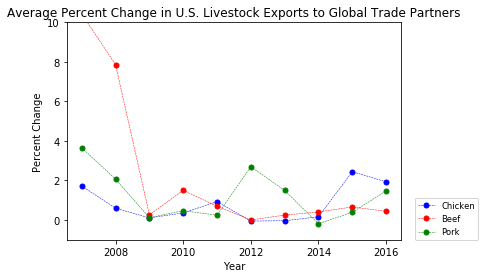 Average Percent Change in U.S. Livestock Exports to Global Trade Partners
10
8
6
4
2
0
Percent Change
2008 2010 2012 2014 2016
Year
Chicken
Beef
Pork